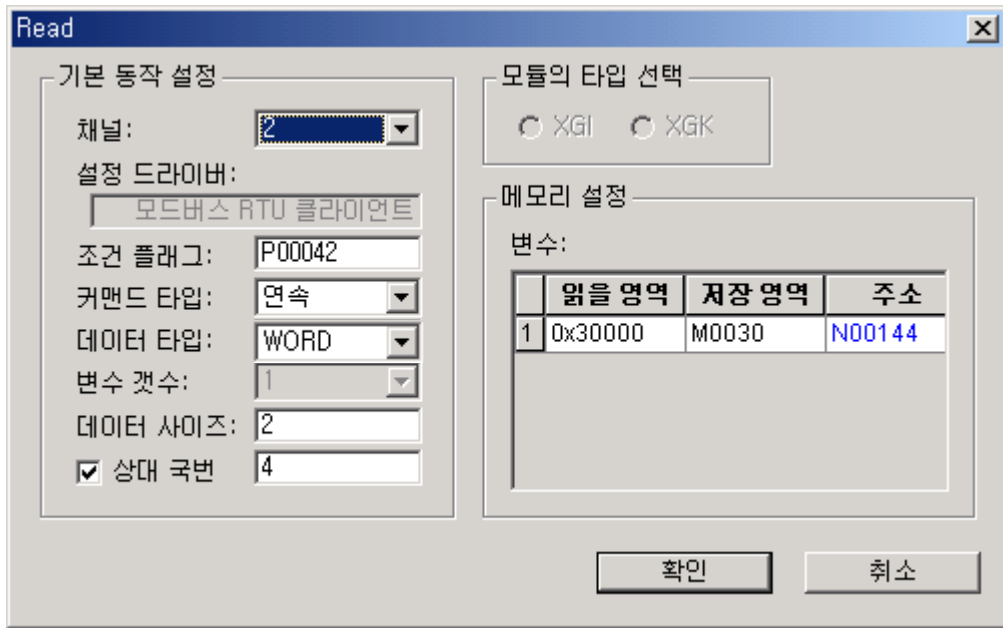 Read
기본 동작 설정
채널: 2
설정 드라이버:
모드버스 RTU 클라이언트
조건 플래그: P00042
커맨드 타입: 연속
데이터 타입: WORD
변수 갯수: 1
데이터 사이즈: 2
상대 국번 4
모듈의 타입 선택
XGI XGK
메모리 설정
변수:
읽을 영역 저장 영역 주소
1 0x30000 M0030 N00144
확인 취소